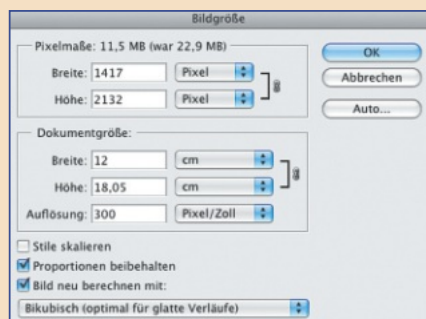 Bildgröße
Pixelmaße: 11,5 MB (war 22,9 MB)
Breite: 1417 Pixel
Höhe: 2132 Pixel
OK
Abbrechen
Auto...
Dokumentgröße:
Breite: 12 cm
Höhe: 18,05 cm
Auflösung: 300 Pixel/Zoll
Stile skalieren
Proportionen beibehalten
Bild neu berechnen mit:
Bikubisch (optimal für glatte Verläufe)